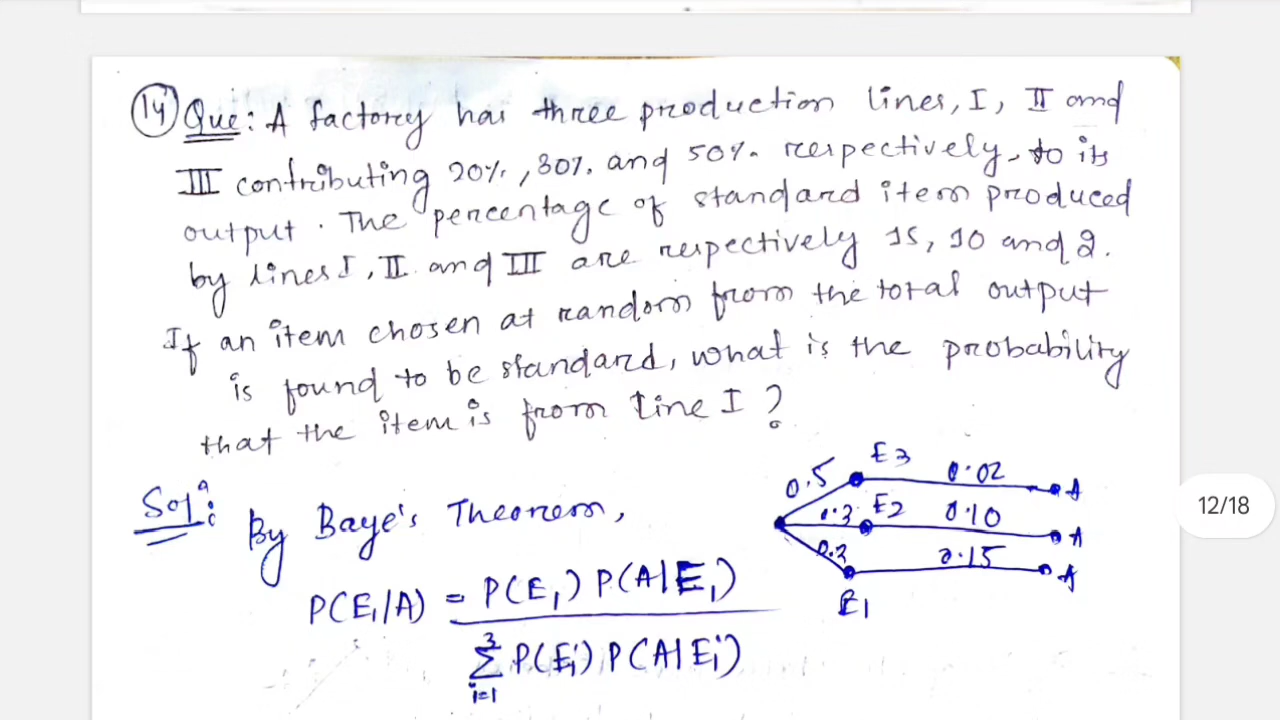 14 Que: A factory has three production lines, I, II and
III contributing 20%, 30%. and 50%. respectively, to its
output. The percentage of standard item produced
by lines I, II and III are respectively 15, 10 and 2.
If an item chosen at random from the total output
is found to be standard, what is the probability
that the item is from Line I?
Sol:
By Baye's Theorem,
P(E1/A) = P(E1) P(A|E1)
3
Σ P(Ei) P(A|Ei)
i=1
E3
0.5 0.02 A
0.3 E2 0.10 A
0.2 0.15 A
E1
12/18